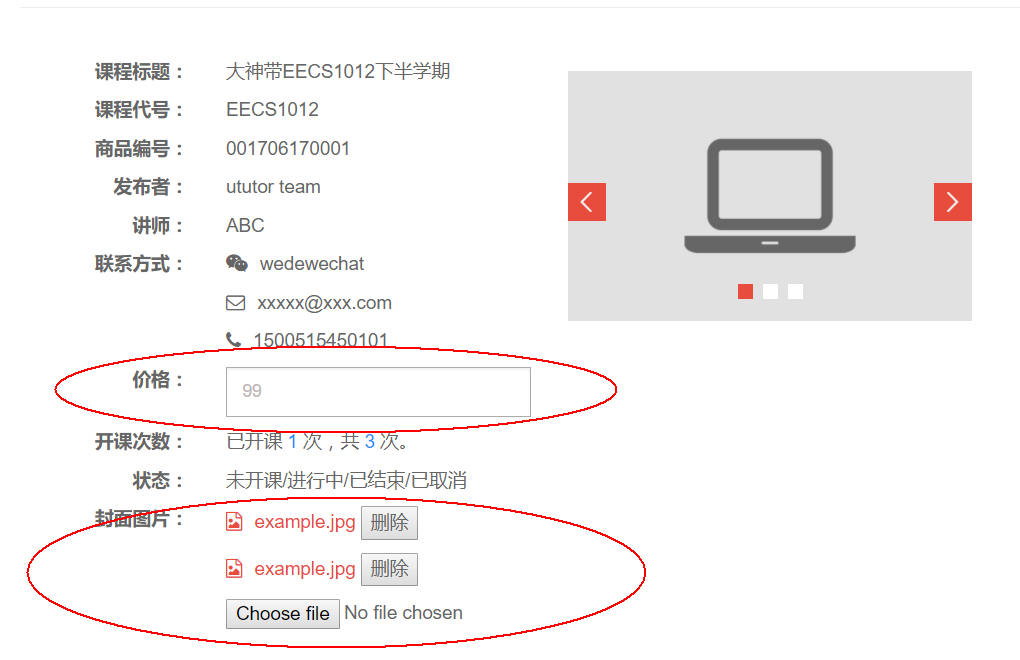 课程标题： 大神带EECS1012下半学期
课程代号： EECS1012
商品编号： 001706170001
发布者： ututor team
讲师： ABC
联系方式： wedewechat
xxxxx@xxx.com
1500515450101
价格： 99
开课次数： 已开课 1 次，共 3 次。
状态： 未开课/进行中/已结束/已取消
封面图片： example.jpg 删除
example.jpg 删除
Choose file No file chosen